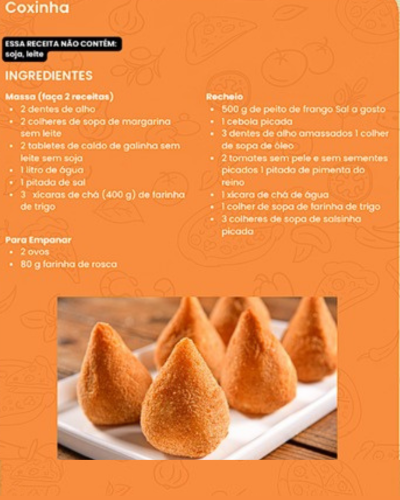 Coxinha
ESSA RECEITA NÃO CONTÉM:
soja, leite
INGREDIENTES
Massa (faça 2 receitas)
• 2 dentes de alho
• 2 colheres de sopa de margarina
sem leite
• 2 tabletes de caldo de galinha sem
leite sem soja
• 1 litro de água
• 1 pitada de sal
• 3 xícaras de chá (400 g) de farinha
de trigo
Para Empanar
• 2 ovos
• 80 g farinha de rosca
Recheio
• 500 g de peito de frango Sal a gosto
• 1 cebola picada
• 3 dentes de alho amassados 1 colher
de sopa de óleo
• 2 tomates sem pele e sem sementes
picados 1 pitada de pimenta do
reino
• 1 xícara de chá de água
• 1 colher de sopa de farinha de trigo
• 3 colheres de sopa de salsinha
picada